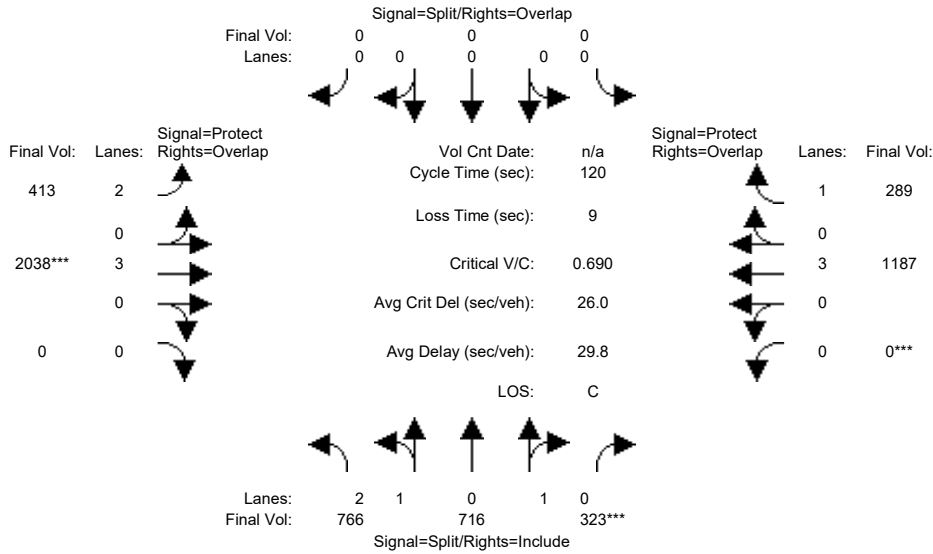 Signal=Split/Rights=Overlap
Final Vol: 0 0 0
Lanes: 0 0 0 0 0
Signal=Protect Signal=Protect
Final Vol: Lanes: Rights=Overlap Vol Cnt Date: n/a Rights=Overlap Lanes: Final Vol:
Cycle Time (sec): 120
413 2 1 289
Loss Time (sec): 9
0 0
2038*** 3 Critical V/C: 0.690 3 1187
0 Avg Crit Del (sec/veh): 26.0 0
0 0 Avg Delay (sec/veh): 29.8 0 0***
LOS: C
Lanes: 2 1 0 1 0
Final Vol: 766 716 323***
Signal=Split/Rights=Include